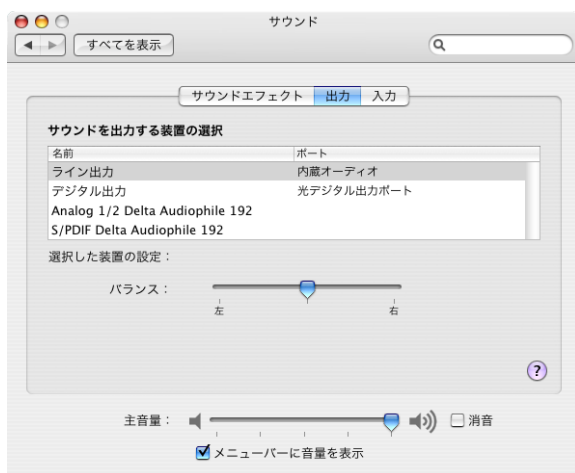 サウンド
すべてを表示
サウンドエフェクト 出力 入力
サウンドを出力する装置の選択
名前 ポート
ライン出力 内蔵オーディオ
デジタル出力 光デジタル出力ポート
Analog 1/2 Delta Audiophile 192
S/PDIF Delta Audiophile 192
選択した装置の設定：
バランス：
左 右
?
主音量： 消音
メニューバーに音量を表示